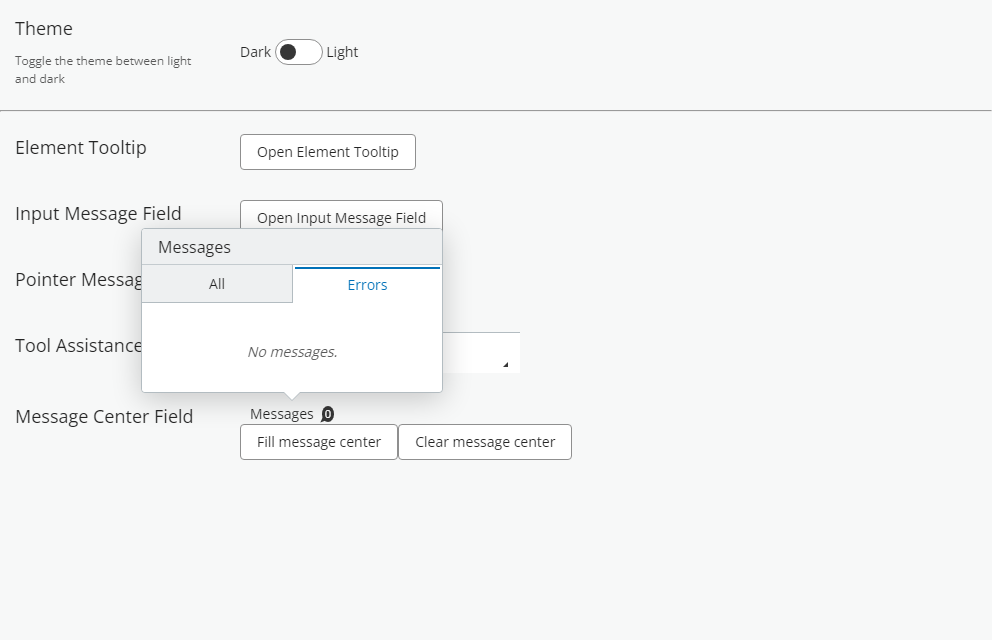 Theme
Toggle the theme between light
and dark
Dark Light
Element Tooltip
Open Element Tooltip
Input Message Field
Open Input Message Field
Messages
All
Errors
No messages.
Pointer
Tool Assistance
Message Center Field
Messages 0
Fill message center
Clear message center